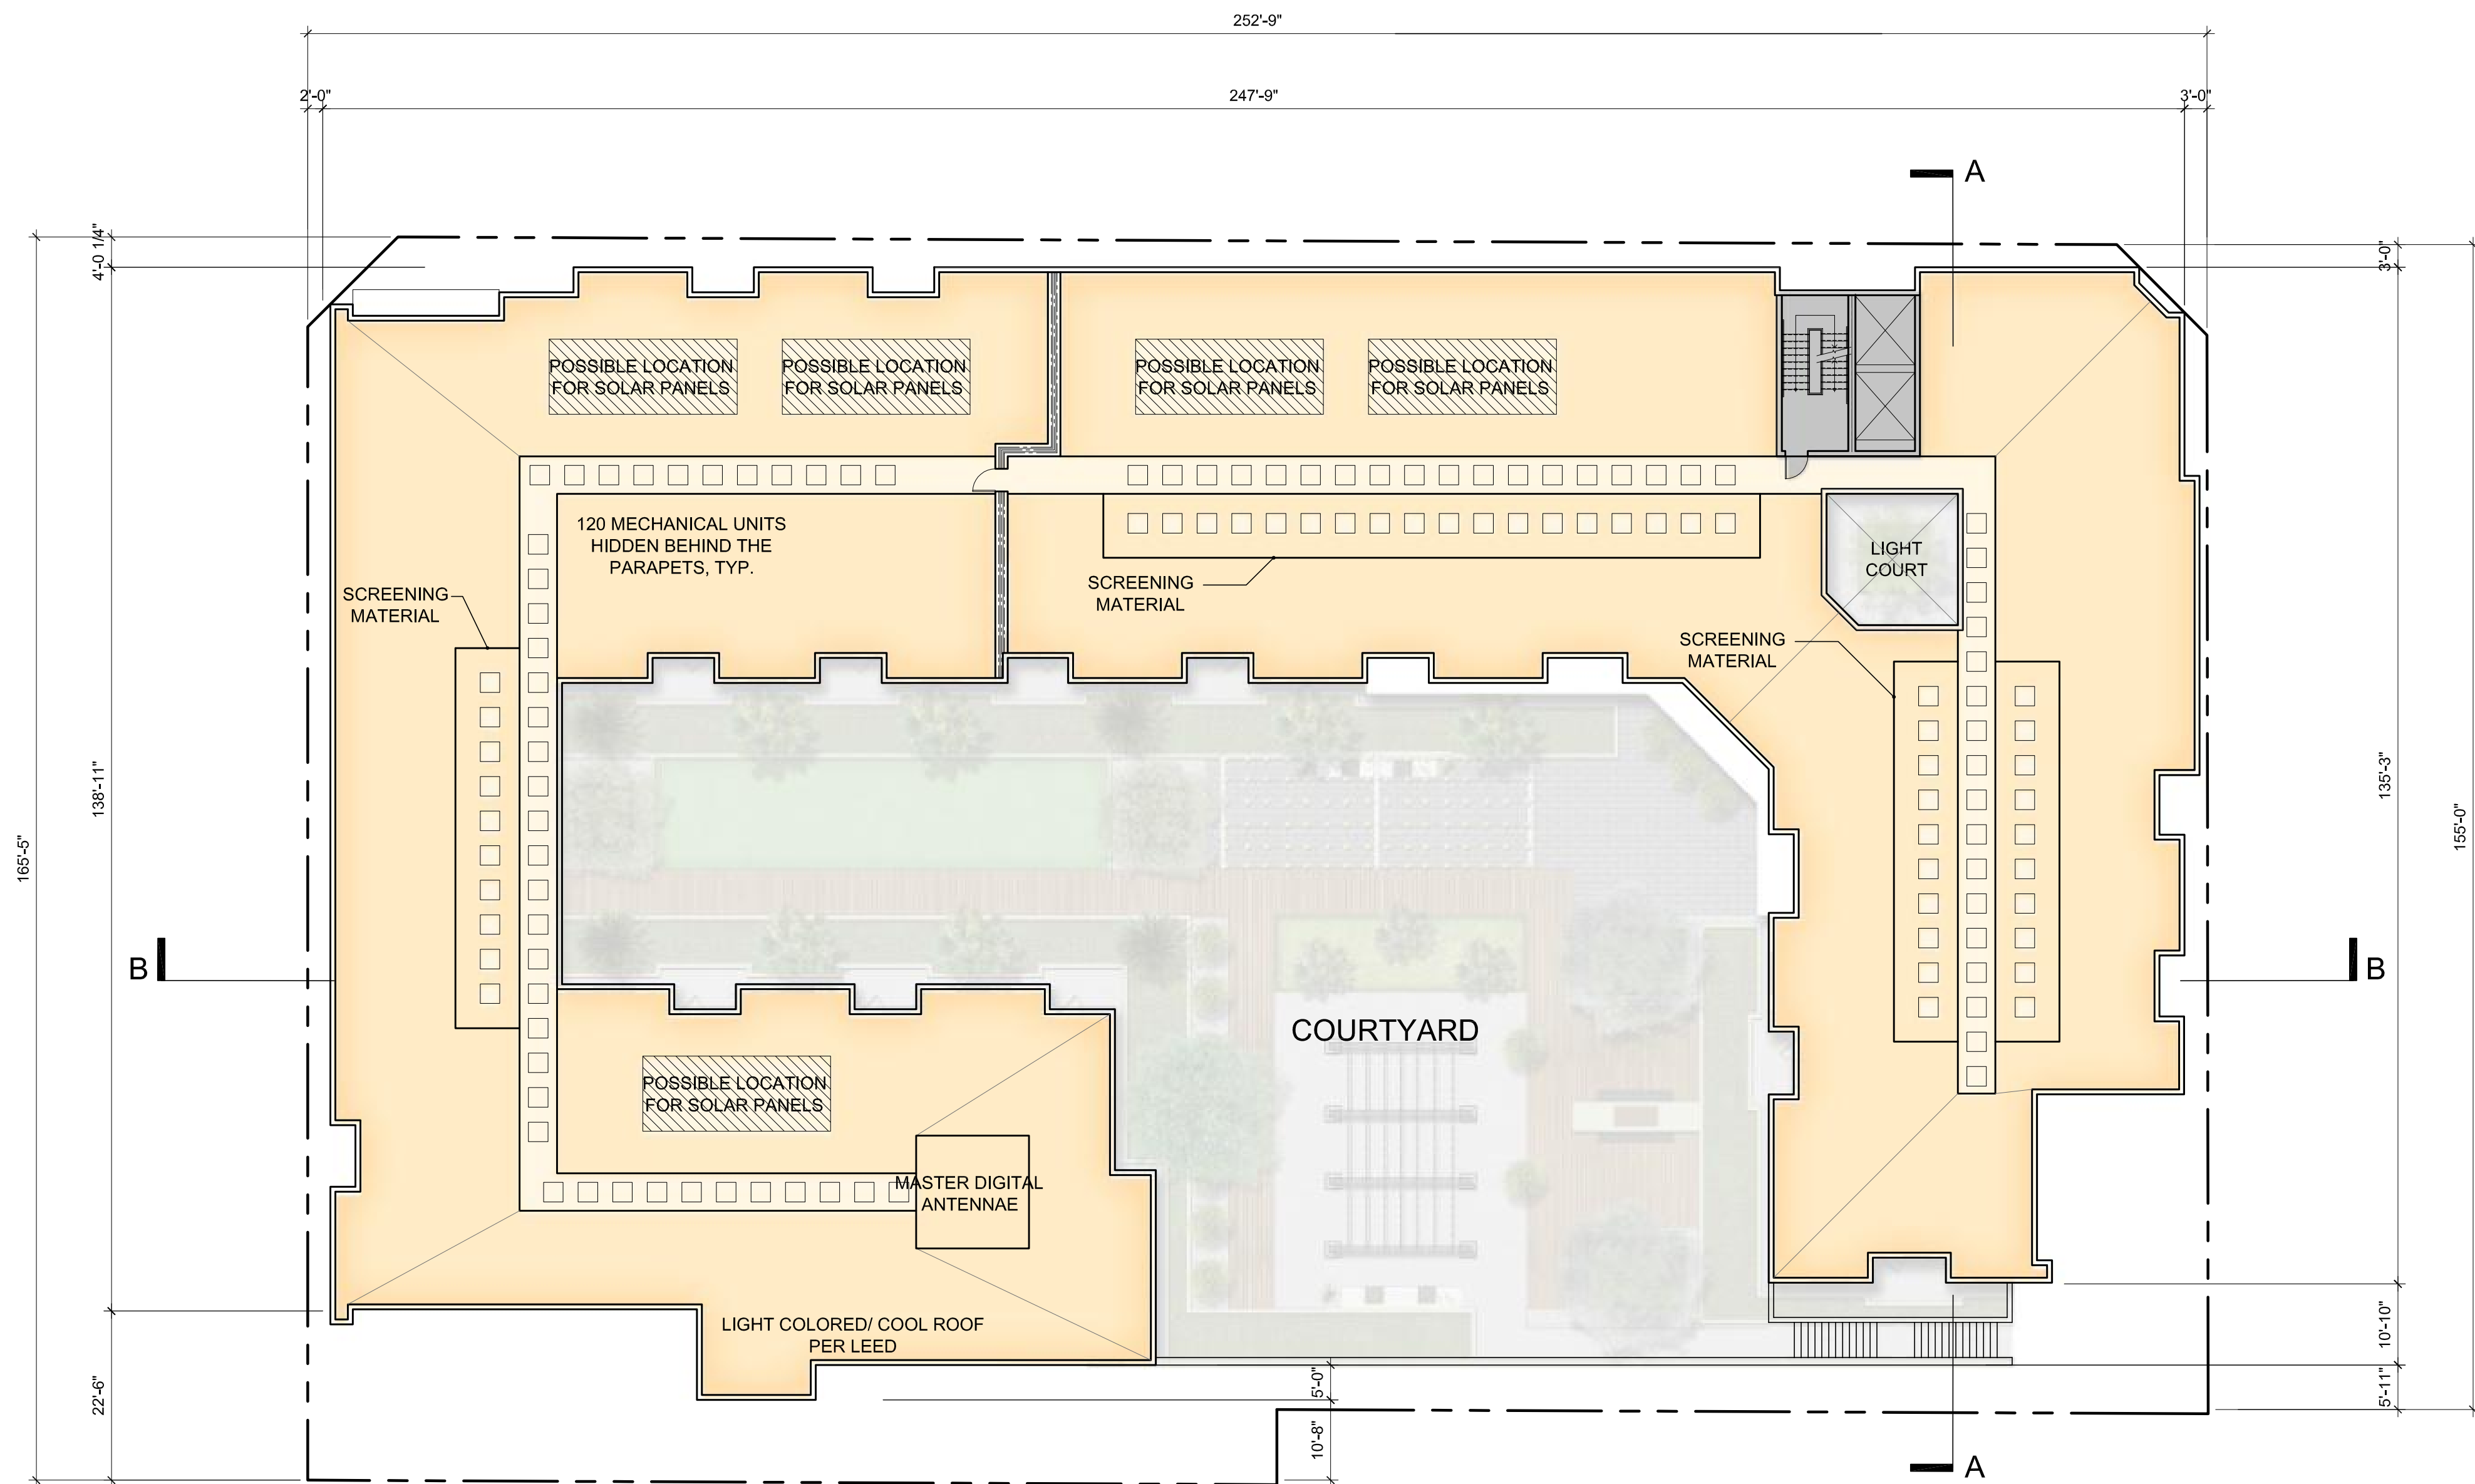 252'-9"
2'-0"
247'-9"
3'-0"
A
4'-0 1/4"
3'-0"
POSSIBLE LOCATION
FOR SOLAR PANELS
POSSIBLE LOCATION
FOR SOLAR PANELS
POSSIBLE LOCATION
FOR SOLAR PANELS
POSSIBLE LOCATION
FOR SOLAR PANELS
120 MECHANICAL UNITS
HIDDEN BEHIND THE
PARAPETS, TYP.
LIGHT
COURT
SCREENING
MATERIAL
SCREENING
MATERIAL
SCREENING
MATERIAL
138'-11"
135'-3"
165'-5"
155'-0"
B
B
COURTYARD
POSSIBLE LOCATION
FOR SOLAR PANELS
MASTER DIGITAL
ANTENNAE
LIGHT COLORED/ COOL ROOF
PER LEED
10'-10"
22'-6"
5'-0"
5'-11"
10'-8"
A